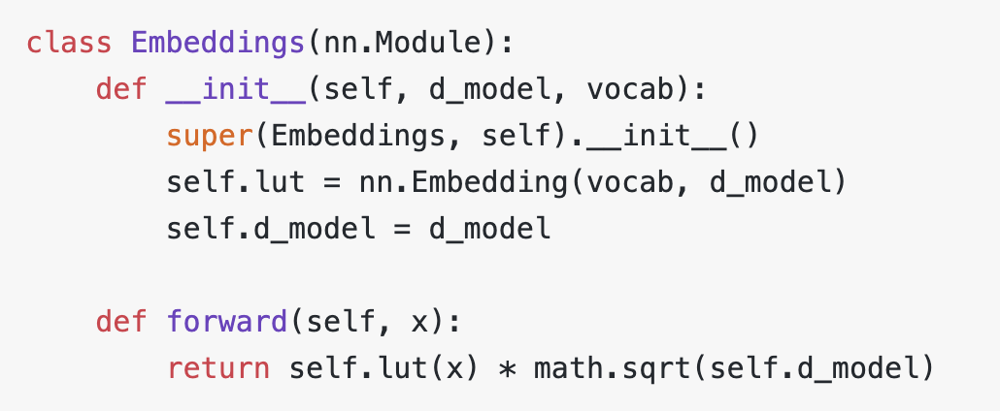 class Embeddings(nn.Module):
    def __init__(self, d_model, vocab):
        super(Embeddings, self).__init__()
        self.lut = nn.Embedding(vocab, d_model)
        self.d_model = d_model

    def forward(self, x):
        return self.lut(x) * math.sqrt(self.d_model)